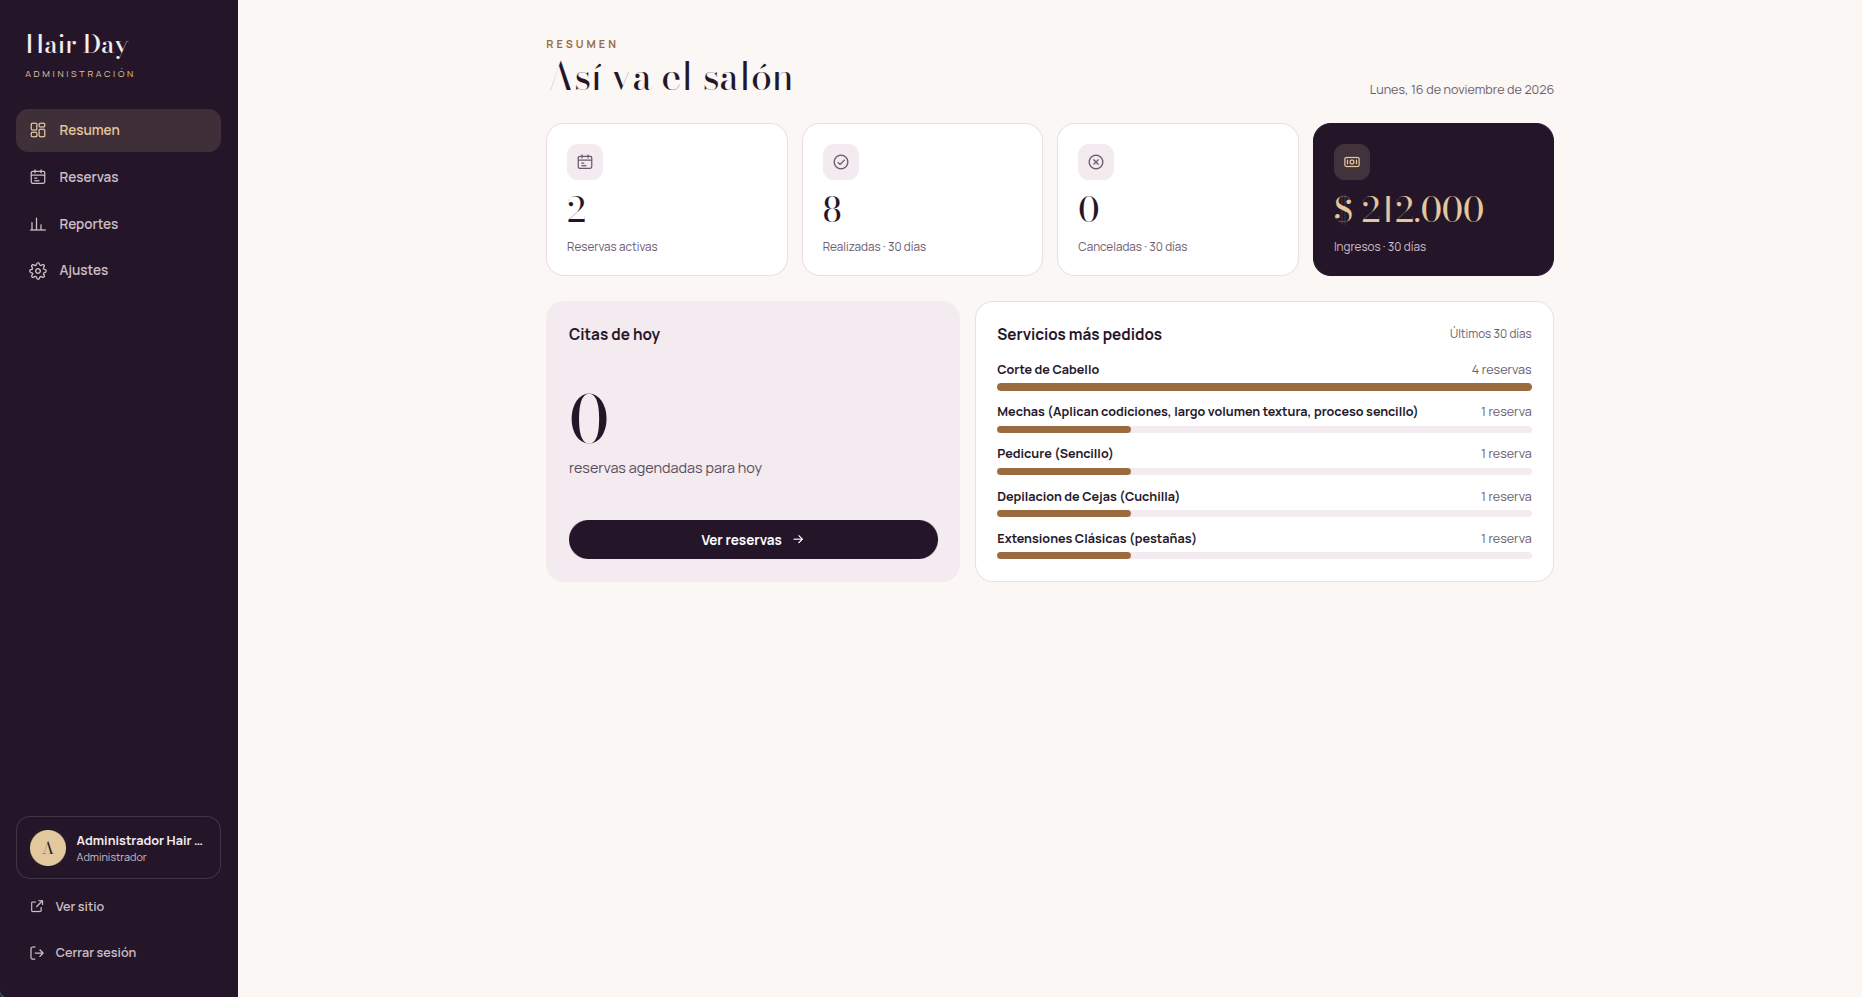 Hair Day
ADMINISTRACIÓN
Resumen
Reservas
Reportes
Ajustes
Administrador Hair ...
Administrador
Ver sitio
Cerrar sesión
RESUMEN
Así va el salón
Lunes, 16 de noviembre de 2026
2
Reservas activas
8
Realizadas · 30 días
0
Canceladas · 30 días
$ 212.000
Ingresos · 30 días
Citas de hoy
0
reservas agendadas para hoy
Ver reservas →
Servicios más pedidos
Últimos 30 días
Corte de Cabello
4 reservas
Mechas (Aplican codiciones, largo volumen textura, proceso sencillo)
1 reserva
Pedicure (Sencillo)
1 reserva
Depilacion de Cejas (Cuchilla)
1 reserva
Extensiones Clásicas (pestañas)
1 reserva